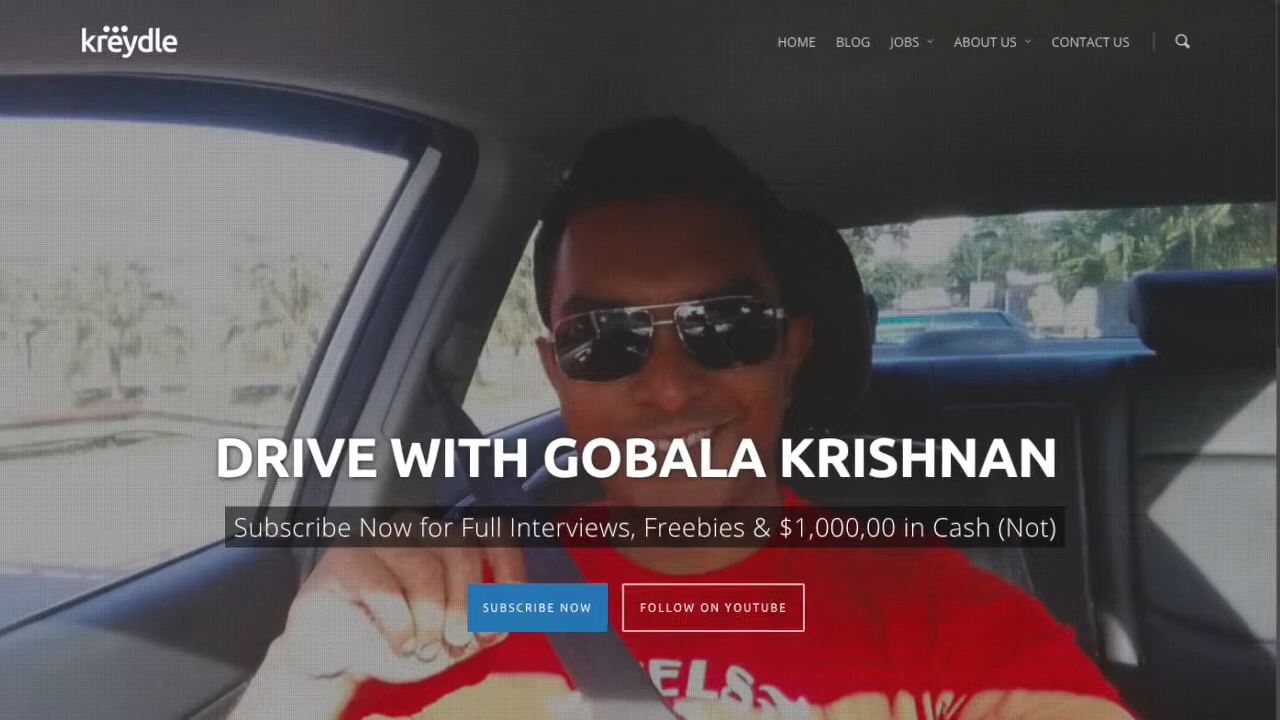 krëydle
HOME BLOG JOBS ABOUT US CONTACT US
DRIVE WITH GOBALA KRISHNAN
Subscribe Now for Full Interviews, Freebies & $1,000,00 in Cash (Not)
SUBSCRIBE NOW FOLLOW ON YOUTUBE